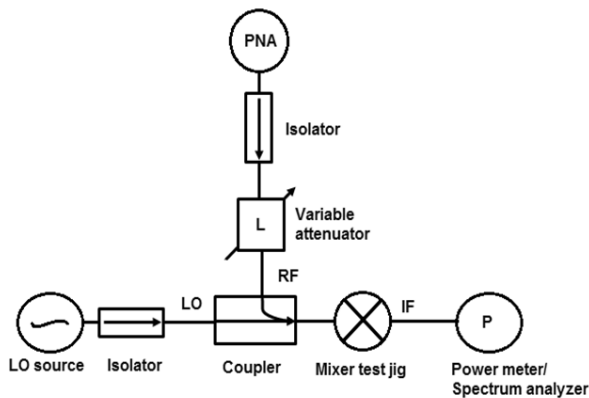 PNA
Isolator
L
Variable
attenuator
RF
LO
IF
P
LO source
Isolator
Coupler
Mixer test jig
Power meter/
Spectrum analyzer